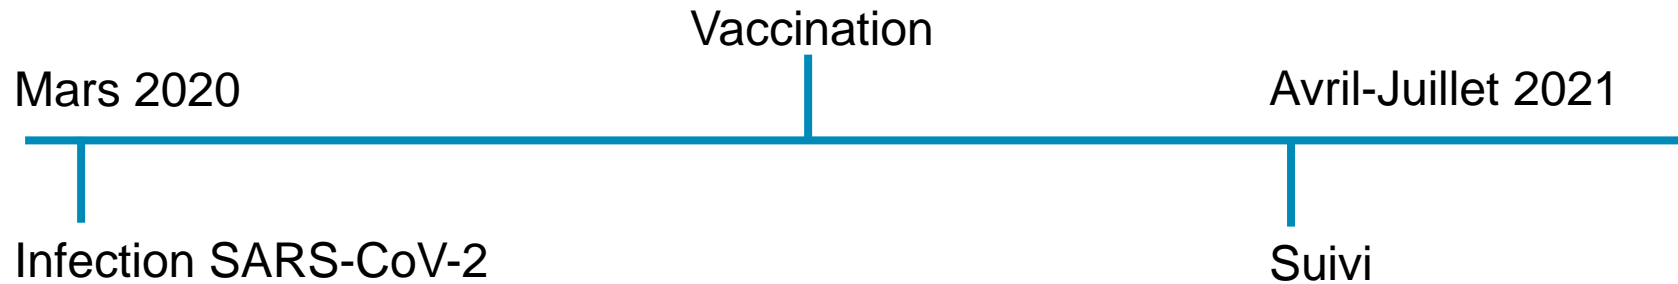 Vaccination
Mars 2020
Avril-Juillet 2021
Infection SARS-CoV-2
Suivi